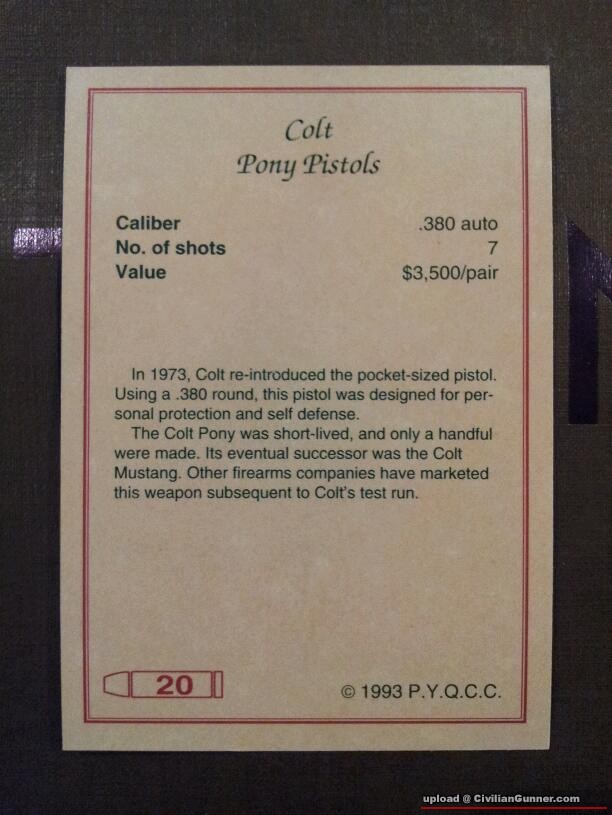 Colt
Pony Pistols
Caliber .380 auto
No. of shots 7
Value $3,500/pair
In 1973, Colt re-introduced the pocket-sized pistol.
Using a .380 round, this pistol was designed for per-
sonal protection and self defense.
The Colt Pony was short-lived, and only a handful
were made. Its eventual successor was the Colt
Mustang. Other firearms companies have marketed
this weapon subsequent to Colt's test run.
20 © 1993 P.Y.Q.C.C.
upload @ CivilianGunner.com